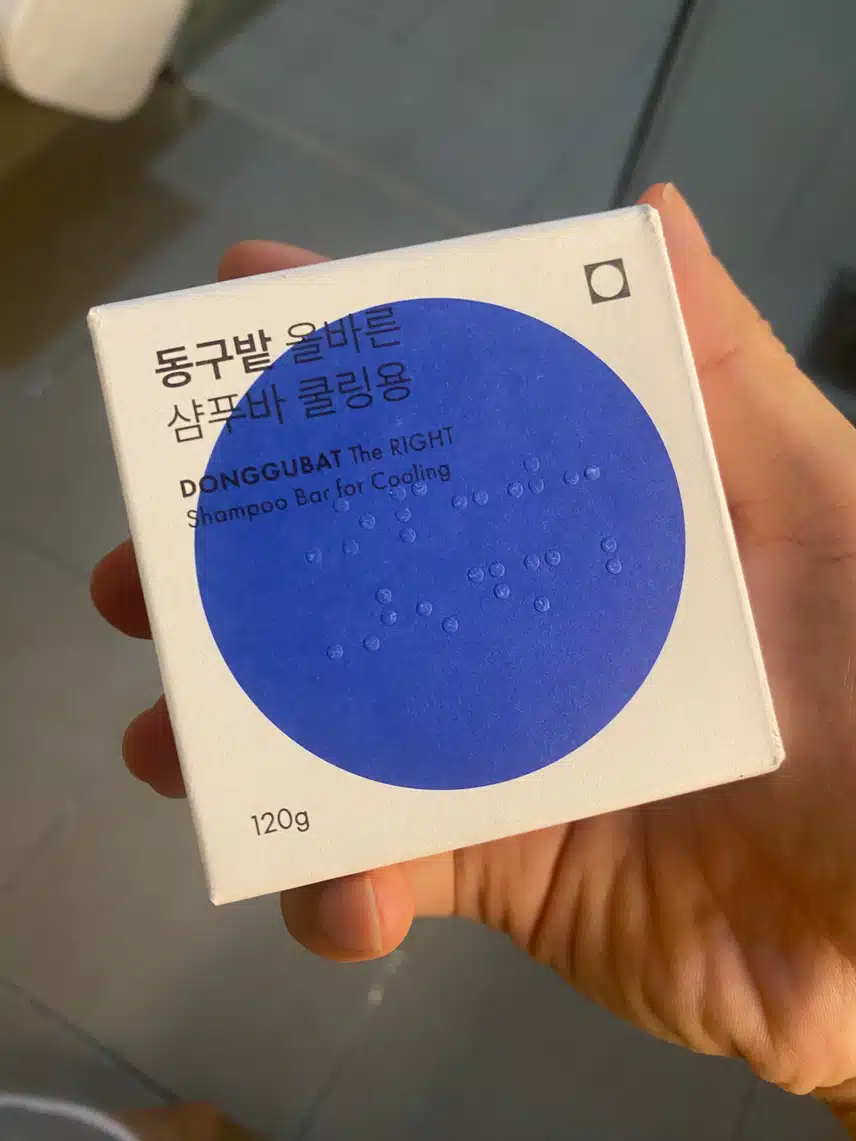 동구밭 올바른
샴푸바 쿨링용
DONGGUBAT The RIGHT
Shampoo Bar for Cooling
120g